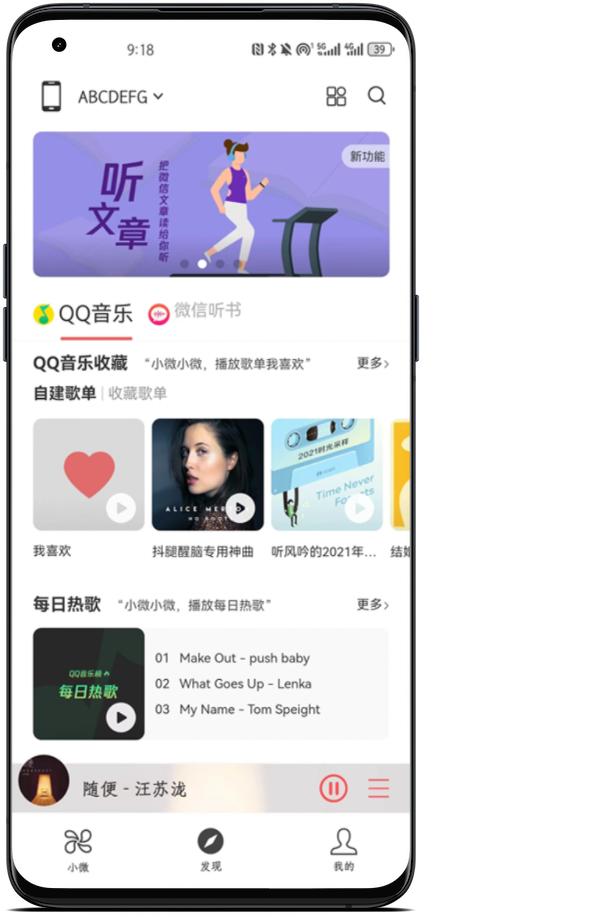 9:18
5G
4G
39
ABCDEFG
新功能
听
文章
把微信文章读给你听
QQ音乐 微信听书
QQ音乐收藏 “小微小微，播放歌单我喜欢” 更多
自建歌单 | 收藏歌单
2021时光采样
Time Never
Forgets
ALICE MERTON
NO ROOTS
我喜欢 抖腿醒脑专用神曲 听风吟的2021年... 结
每日热歌 “小微小微，播放每日热歌” 更多
QQ音乐榜
每日热歌
01 Make Out - push baby
02 What Goes Up - Lenka
03 My Name - Tom Speight
随便 - 汪苏泷
小微 发现 我的